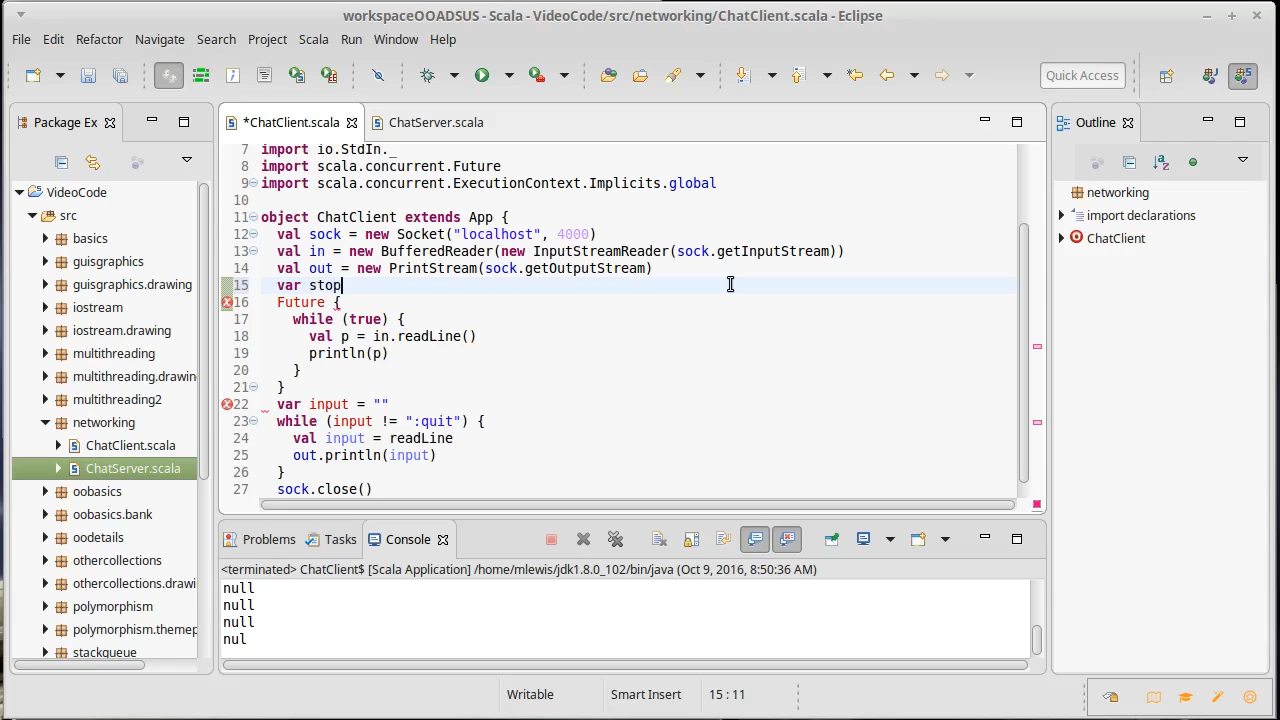 workspaceOOADSUS - Scala - VideoCode/src/networking/ChatClient.scala - Eclipse
File Edit Refactor Navigate Search Project Scala Run Window Help
Quick Access
Package Ex
*ChatClient.scala
ChatServer.scala
Outline
VideoCode
src
basics
guisgraphics
guisgraphics.drawing
iostream
iostream.drawing
multithreading
multithreading.drawin
multithreading2
networking
ChatClient.scala
ChatServer.scala
oobasics
oobasics.bank
oodetails
othercollections
othercollections.drawi
polymorphism
polymorphism.themep
stackqueue
7 import io.StdIn._
8 import scala.concurrent.Future
9 import scala.concurrent.ExecutionContext.Implicits.global
10
11 object ChatClient extends App {
12 val sock = new Socket("localhost", 4000)
13 val in = new BufferedReader(new InputStreamReader(sock.getInputStream))
14 val out = new PrintStream(sock.getOutputStream)
15 var stop
16 Future {
17 while (true) {
18 val p = in.readLine()
19 println(p)
20 }
21 }
22 var input = ""
23 while (input != ":quit") {
24 val input = readLine
25 out.println(input)
26 }
27 sock.close()
networking
import declarations
ChatClient
Problems Tasks Console
<terminated> ChatClient$ [Scala Application] /home/mlewis/jdk1.8.0_102/bin/java (Oct 9, 2016, 8:50:36 AM)
null
null
null
nul
Writable Smart Insert 15 : 11